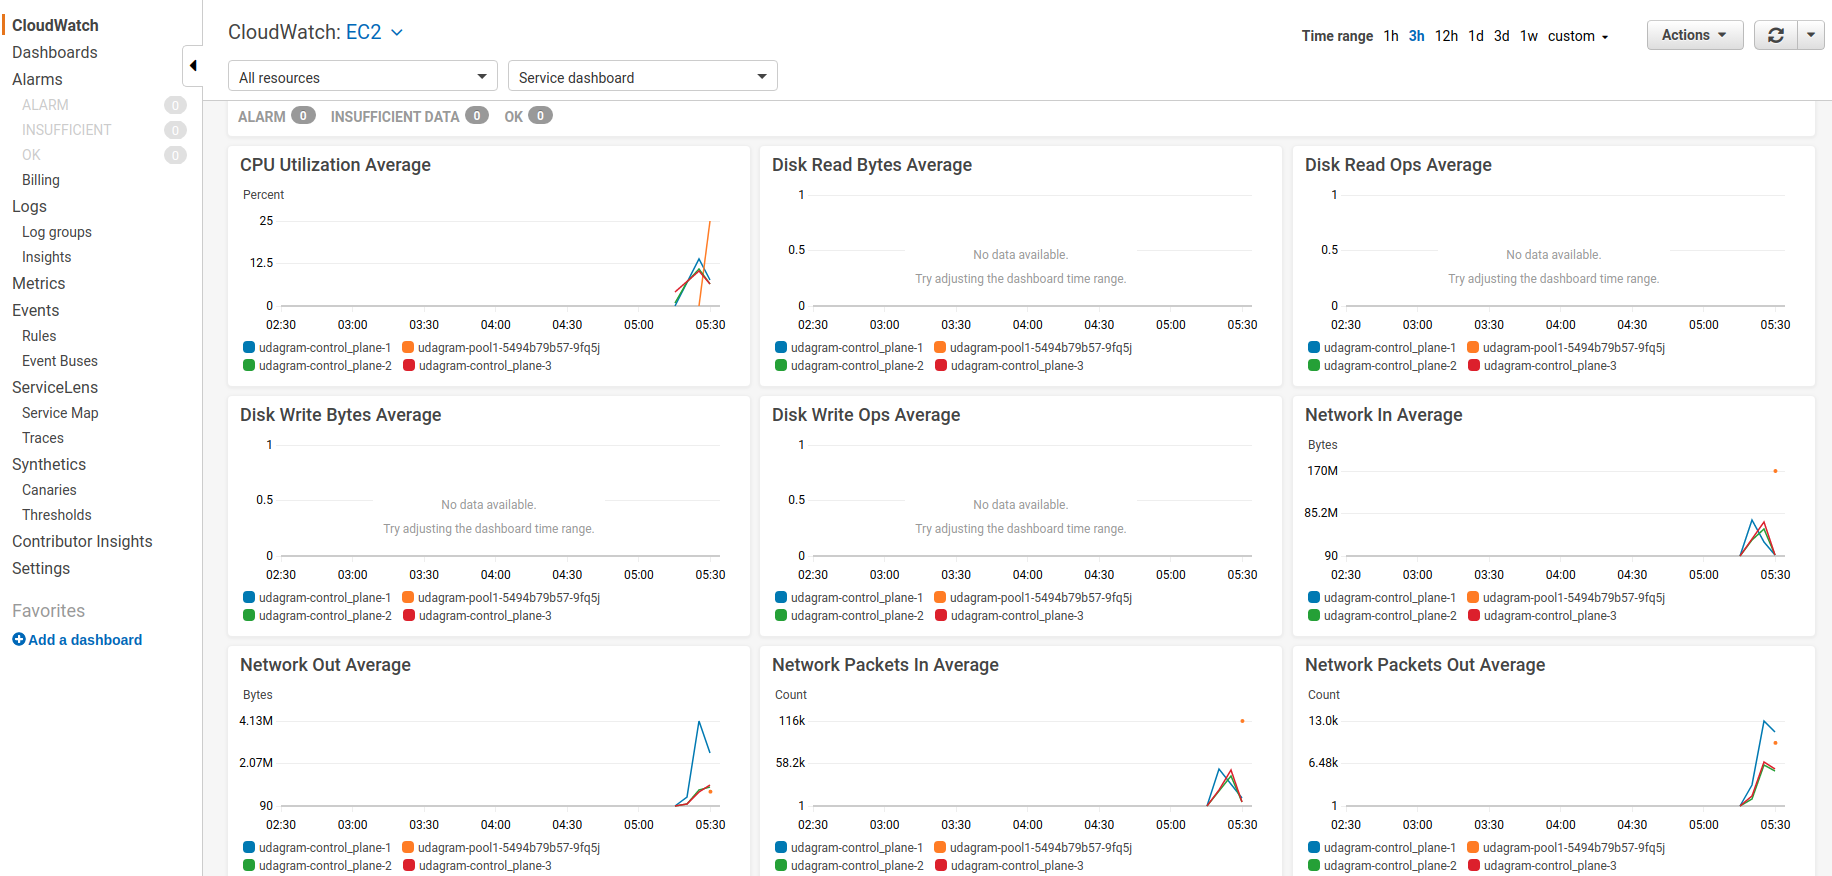 CloudWatch
Dashboards
Alarms
ALARM 0
INSUFFICIENT 0
OK 0
Billing
Logs
Log groups
Insights
Metrics
Events
Rules
Event Buses
ServiceLens
Service Map
Traces
Synthetics
Canaries
Thresholds
Contributor Insights
Settings
Favorites
Add a dashboard
CloudWatch: EC2
Time range 1h 3h 12h 1d 3d 1w custom
Actions
All resources
Service dashboard
ALARM 0 INSUFFICIENT DATA 0 OK 0
CPU Utilization Average
Percent
25
12.5
0
02:30 03:00 03:30 04:00 04:30 05:00 05:30
udagram-control_plane-1 udagram-pool1-5494b79b57-9fq5j
udagram-control_plane-2 udagram-control_plane-3
Disk Read Bytes Average
1
0.5
No data available.
Try adjusting the dashboard time range.
0
02:30 03:00 03:30 04:00 04:30 05:00 05:30
udagram-control_plane-1 udagram-pool1-5494b79b57-9fq5j
udagram-control_plane-2 udagram-control_plane-3
Disk Read Ops Average
1
0.5
No data available.
Try adjusting the dashboard time range.
0
02:30 03:00 03:30 04:00 04:30 05:00 05:30
udagram-control_plane-1 udagram-pool1-5494b79b57-9fq5j
udagram-control_plane-2 udagram-control_plane-3
Disk Write Bytes Average
1
0.5
No data available.
Try adjusting the dashboard time range.
0
02:30 03:00 03:30 04:00 04:30 05:00 05:30
udagram-control_plane-1 udagram-pool1-5494b79b57-9fq5j
udagram-control_plane-2 udagram-control_plane-3
Disk Write Ops Average
1
0.5
No data available.
Try adjusting the dashboard time range.
0
02:30 03:00 03:30 04:00 04:30 05:00 05:30
udagram-control_plane-1 udagram-pool1-5494b79b57-9fq5j
udagram-control_plane-2 udagram-control_plane-3
Network In Average
Bytes
170M
85.2M
90
02:30 03:00 03:30 04:00 04:30 05:00 05:30
udagram-control_plane-1 udagram-pool1-5494b79b57-9fq5j
udagram-control_plane-2 udagram-control_plane-3
Network Out Average
Bytes
4.13M
2.07M
90
02:30 03:00 03:30 04:00 04:30 05:00 05:30
udagram-control_plane-1 udagram-pool1-5494b79b57-9fq5j
udagram-control_plane-2 udagram-control_plane-3
Network Packets In Average
Count
116k
58.2k
1
02:30 03:00 03:30 04:00 04:30 05:00 05:30
udagram-control_plane-1 udagram-pool1-5494b79b57-9fq5j
udagram-control_plane-2 udagram-control_plane-3
Network Packets Out Average
Count
13.0k
6.48k
1
02:30 03:00 03:30 04:00 04:30 05:00 05:30
udagram-control_plane-1 udagram-pool1-5494b79b57-9fq5j
udagram-control_plane-2 udagram-control_plane-3